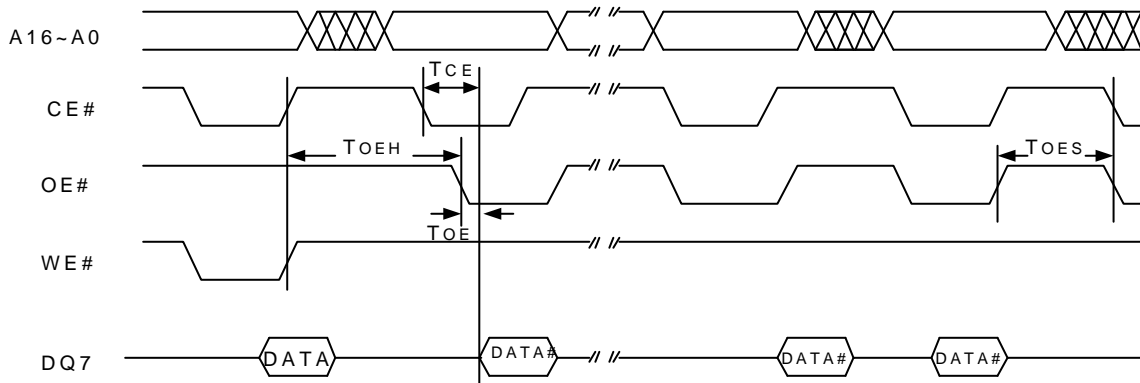 A16~A0
TCE
CE#
TOEH
TOES
OE#
TOE
WE#
DQ7
DATA
DATA#
DATA#
DATA#